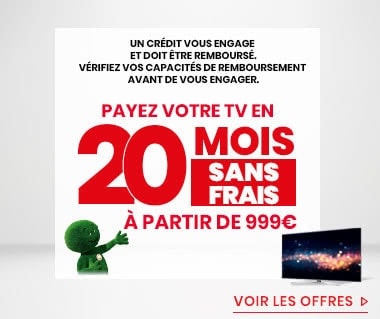 UN CRÉDIT VOUS ENGAGE
ET DOIT ÊTRE REMBOURSÉ.
VÉRIFIEZ VOS CAPACITÉS DE REMBOURSEMENT
AVANT DE VOUS ENGAGER.
PAYEZ VOTRE TV EN
20 MOIS
SANS
FRAIS
À PARTIR DE 999€
VOIR LES OFFRES